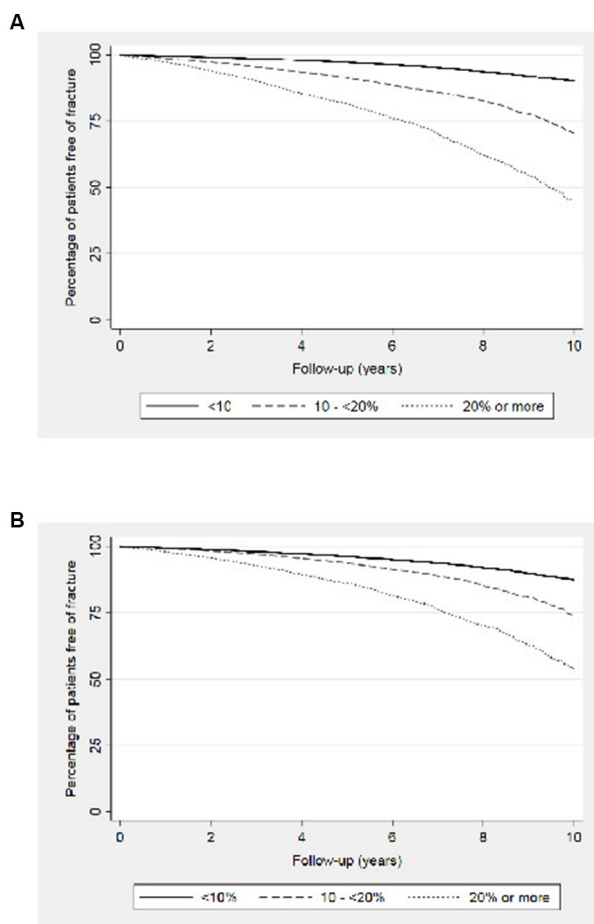 A
Percentage of patients free of fracture
100
75
50
25
0
0 2 4 6 8 10
Follow-up (years)
<10 10 - <20% 20% or more
B
Percentage of patients free of fracture
100
75
50
25
0
0 2 4 6 8 10
Follow-up (years)
<10% 10 - <20% 20% or more